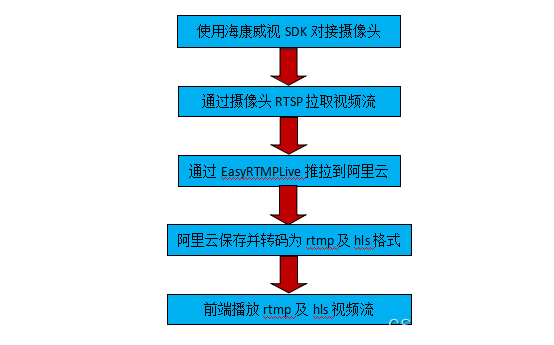 使用海康威视 SDK 对接摄像头
通过摄像头 RTSP 拉取视频流
通过 EasyRTMPLive 推拉到阿里云
阿里云保存并转码为 rtmp 及 hls 格式
前端播放 rtmp 及 hls 视频流